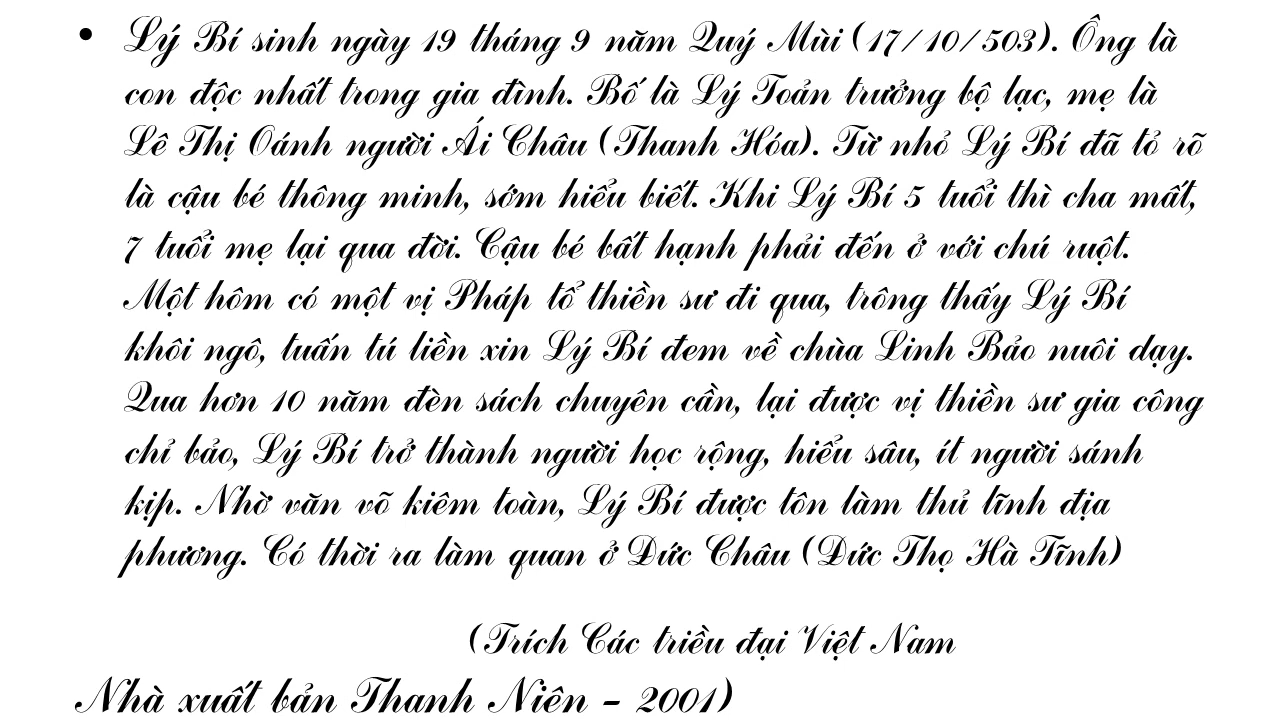 • Lý Bí sinh ngày 19 tháng 9 năm Quý Mùi (17/10/503). Ông là
con độc nhất trong gia đình. Bố là Lý Toản trưởng bộ lạc, mẹ là
Lê Thị Oánh người Ái Châu (Thanh Hóa). Từ nhỏ Lý Bí đã tỏ rõ
là cậu bé thông minh, sớm hiểu biết. Khi Lý Bí 5 tuổi thì cha mất,
7 tuổi mẹ lại qua đời. Cậu bé bất hạnh phải đến ở với chú ruột.
Một hôm có một vị Pháp tổ thiền sư đi qua, trông thấy Lý Bí
khôi ngô, tuấn tú liền xin Lý Bí đem về chùa Linh Bảo nuôi dạy.
Qua hơn 10 năm đèn sách chuyên cần, lại được vị thiền sư gia công
chỉ bảo, Lý Bí trở thành người học rộng, hiểu sâu, ít người sánh
kịp. Nhờ văn võ kiêm toàn, Lý Bí được tôn làm thủ lĩnh địa
phương. Có thời ra làm quan ở Đức Châu (Đức Thọ Hà Tĩnh)
(Trích Các triều đại Việt Nam
Nhà xuất bản Thanh Niên – 2001)